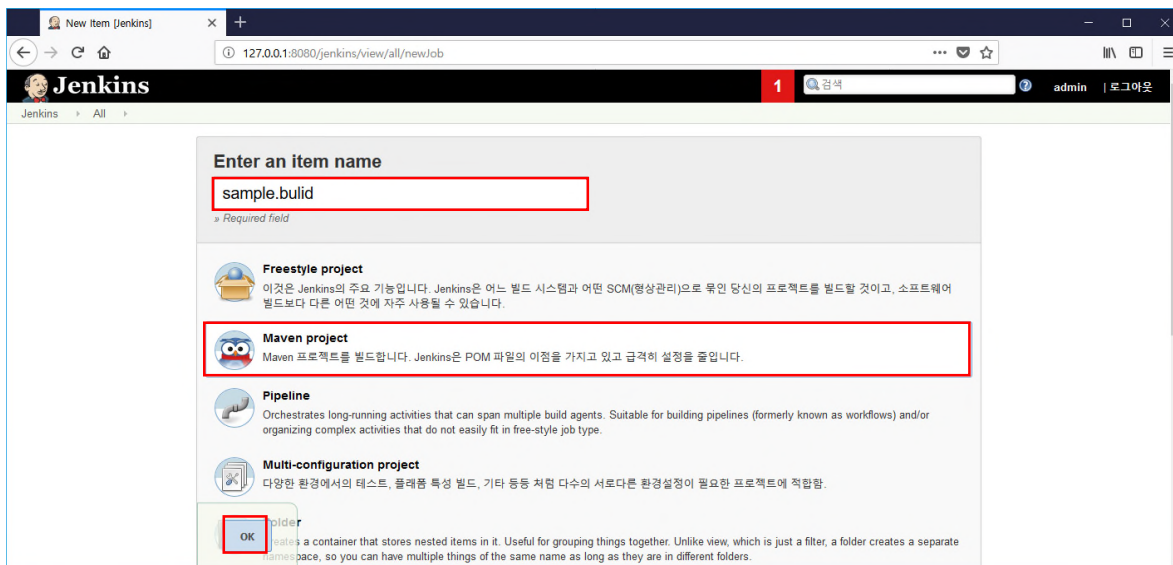 New Item [Jenkins]
127.0.0.1:8080/jenkins/view/all/newJob
Jenkins
1
검색
admin
| 로그아웃
Jenkins
All
Enter an item name
sample.bulid
» Required field
Freestyle project
이것은 Jenkins의 주요 기능입니다. Jenkins은 어느 빌드 시스템과 어떤 SCM(형상관리)으로 묶인 당신의 프로젝트를 빌드할 것이고, 소프트웨어
빌드보다 다른 어떤 것에 자주 사용될 수 있습니다.
Maven project
Maven 프로젝트를 빌드합니다. Jenkins은 POM 파일의 이점을 가지고 있고 급격히 설정을 줄입니다.
Pipeline
Orchestrates long-running activities that can span multiple build agents. Suitable for building pipelines (formerly known as workflows) and/or
organizing complex activities that do not easily fit in free-style job type.
Multi-configuration project
다양한 환경에서의 테스트, 플래폼 특성 빌드, 기타 등등 처럼 다수의 서로다른 환경설정이 필요한 프로젝트에 적합함.
Folder
OK
Creates a container that stores nested items in it. Useful for grouping things together. Unlike view, which is just a filter, a folder creates a separate
namespace, so you can have multiple things of the same name as long as they are in different folders.